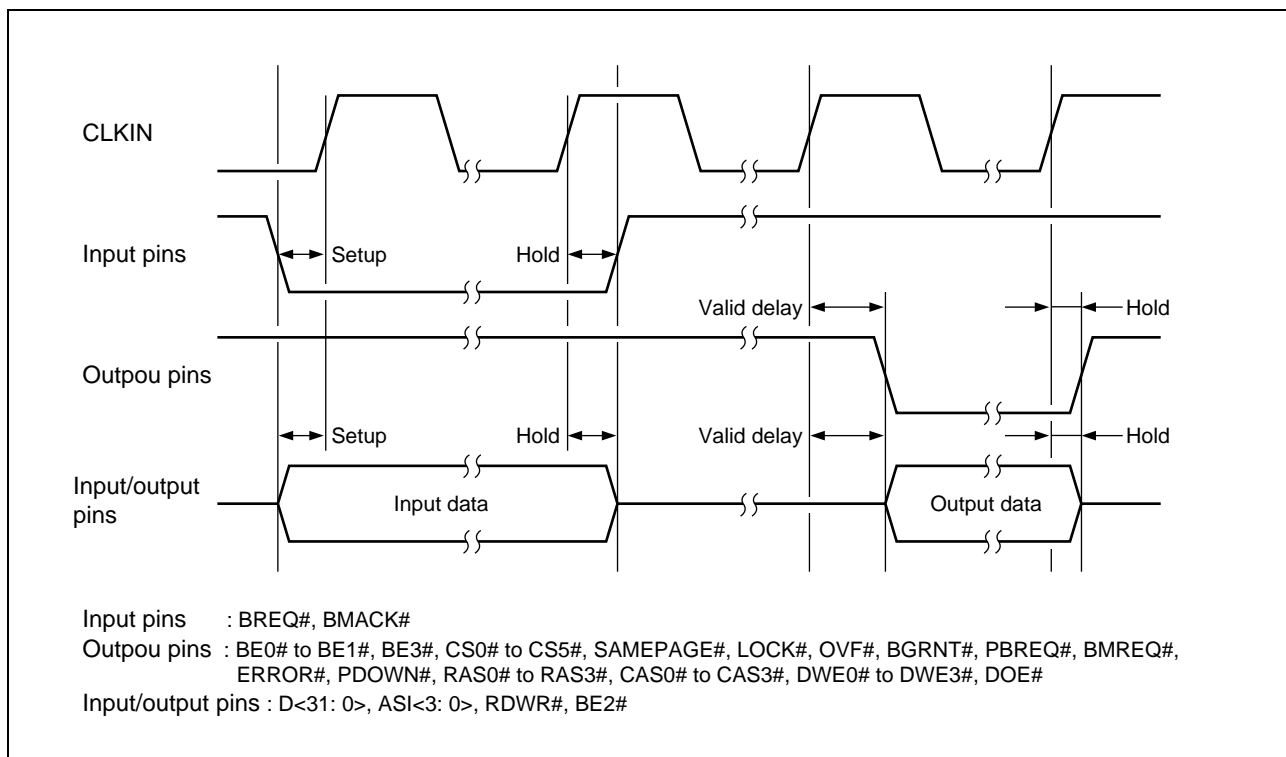 CLKIN
Input pins
Setup
Hold
Valid delay
Hold
Outpou pins
Setup
Hold
Valid delay
Hold
Input/output
pins
Input data
Output data
Input pins : BREQ#, BMACK#
Outpou pins : BE0# to BE1#, BE3#, CS0# to CS5#, SAMEPAGE#, LOCK#, OVF#, BGRNT#, PBREQ#, BMREQ#,
ERROR#, PDOWN#, RAS0# to RAS3#, CAS0# to CAS3#, DWE0# to DWE3#, DOE#
Input/output pins : D<31: 0>, ASI<3: 0>, RDWR#, BE2#